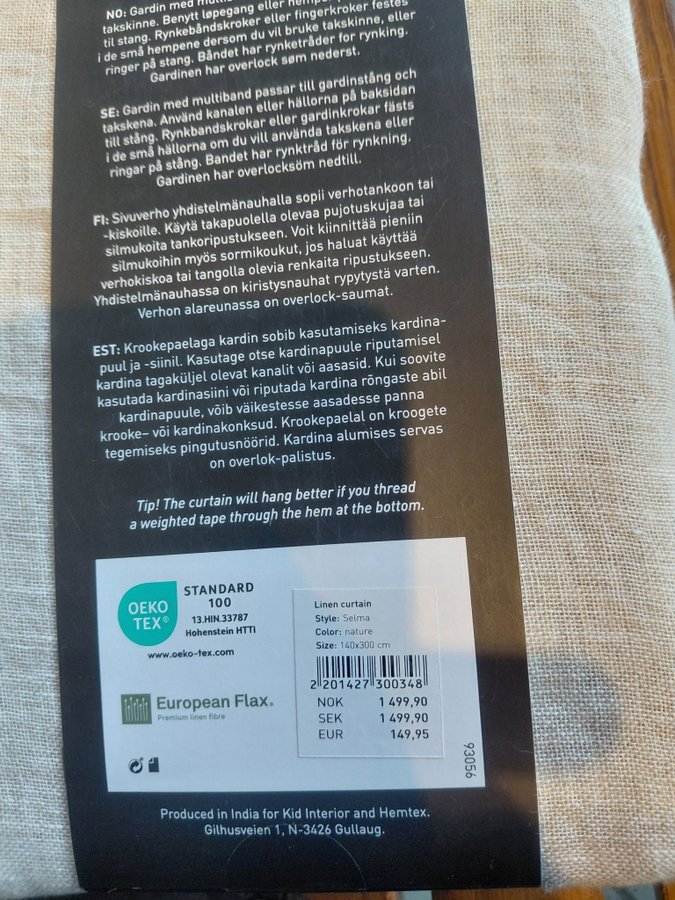 NO: Gardin med multibånd
takskinne. Benytt løpegang eller hemper
til stang. Rynkebåndskroker eller fingerkroker festes
i de små hempene dersom du vil bruke takskinne, eller
ringer på stang. Båndet har rynketråder for rynking.
Gardinen har overlock søm nederst.
SE: Gardin med multiband passar till gardinstång och
takskena. Använd kanalen eller hällorna på baksidan
till stång. Rynkbandskrokar eller gardinkrokar fästs
i de små hällorna om du vill använda takskena eller
ringar på stång. Bandet har rynktråd för rynkning.
Gardinen har overlocksöm nedtill.
FI: Sivuverho yhdistelmänauhalla sopii verhotankoon tai
-kiskoille. Käytä takapuolella olevaa pujotuskujaa tai
silmukoita tankoripustukseen. Voit kiinnittää pieniin
silmukoihin myös sormikoukut, jos haluat käyttää
verhokiskoa tai tangolla olevia renkaita ripustukseen.
Yhdistelmänauhassa on kiristysnauhat rypytystä varten.
Verhon alareunassa on overlock-saumat.
EST: Krookepaelaga kardin sobib kasutamiseks kardina-
puul ja -siinil. Kasutage otse kardinapuule riputamisel
kardina tagaküljel olevat kanalit või aasasid. Kui soovite
kasutada kardinasiini või riputada kardina rõngaste abil
kardinapuule, võib väikestesse aasadesse panna
krooke– või kardinakonksud. Krookepaelal on kroogete
tegemiseks pingutusnöörid. Kardina alumises servas
on overlok-palistus.
Tip! The curtain will hang better if you thread
a weighted tape through the hem at the bottom.
OEKO
TEX®
STANDARD
100
13.HIN.33787
Hohenstein HTTi
www.oeko-tex.com
European Flax.
Premium linen fibre
Linen curtain
Style: Selma
Color: nature
Size: 140x300 cm
2 201427 300348
NOK 1 499,90
SEK 1 499,90
EUR 149,95
93056
Produced in India for Kid Interior and Hemtex.
Gilhusveien 1, N-3426 Gullaug.